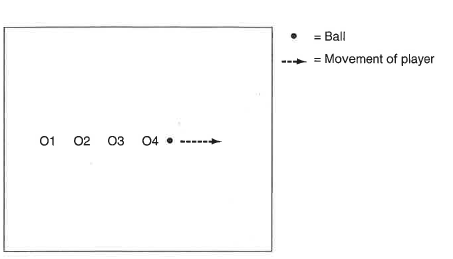 = Ball
= Movement of player
O1 O2 O3 O4